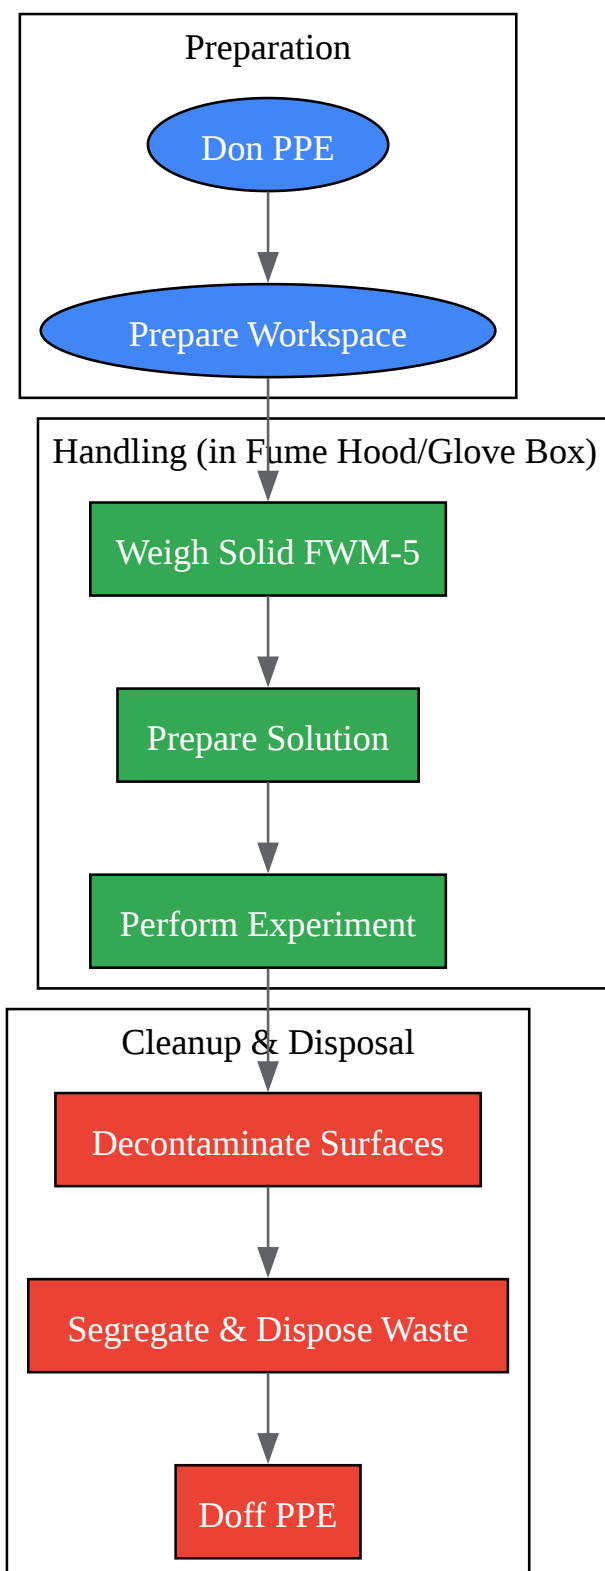 Preparation
Don PPE
Prepare Workspace
Handling (in Fume Hood/Glove Box)
Weigh Solid FWM-5
Prepare Solution
Perform Experiment
Cleanup & Disposal
Decontaminate Surfaces
Segregate & Dispose Waste
Doff PPE